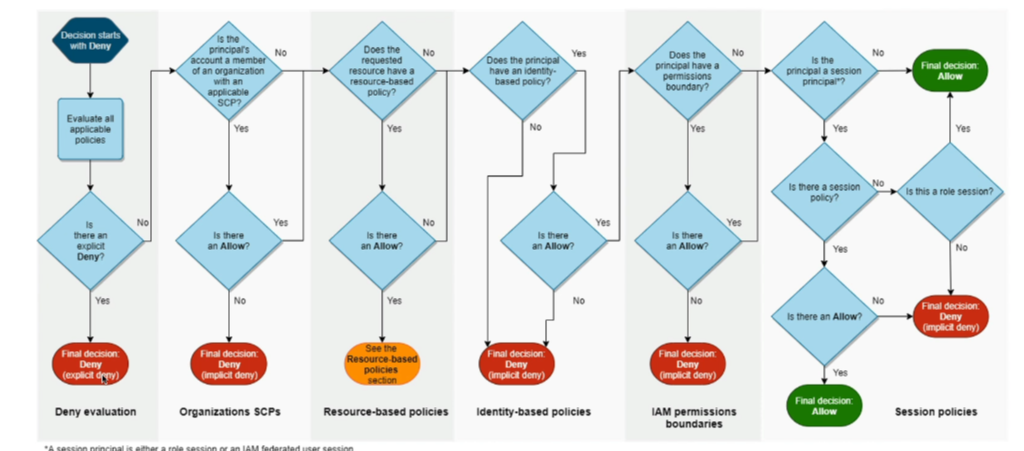 Decision starts
with Deny
Evaluate all
applicable
policies
Is
there an
explicit
Deny?
No
Yes
Final decision:
Deny
(explicit deny)
Deny evaluation
Is the
principal's
account a member
of an organization
with an
applicable
SCP?
No
Yes
Is there
an Allow?
Yes
No
Final decision:
Deny
(implicit deny)
Organizations SCPs
Does the
requested
resource have a
resource-based
policy?
No
Yes
Is there
an Allow?
No
Yes
See the
Resource-based
policies
section
Resource-based policies
Does the principal
have an identity-
based policy?
Yes
No
Is there
an Allow?
Yes
No
Final decision:
Deny
(implicit deny)
Identity-based policies
Does the
principal have a
permissions
boundary?
No
Yes
Is there
an Allow?
Yes
No
Final decision:
Deny
(implicit deny)
IAM permissions
boundaries
Is the
principal a session
principal*?
No
Final decision:
Allow
Yes
Yes
Is there a session
policy?
No
Is this a role session?
Yes
No
Is there an Allow?
No
Final decision:
Deny
(implicit deny)
Yes
Final decision:
Allow
Session policies
*A session principal is either a role session or an IAM federated user session